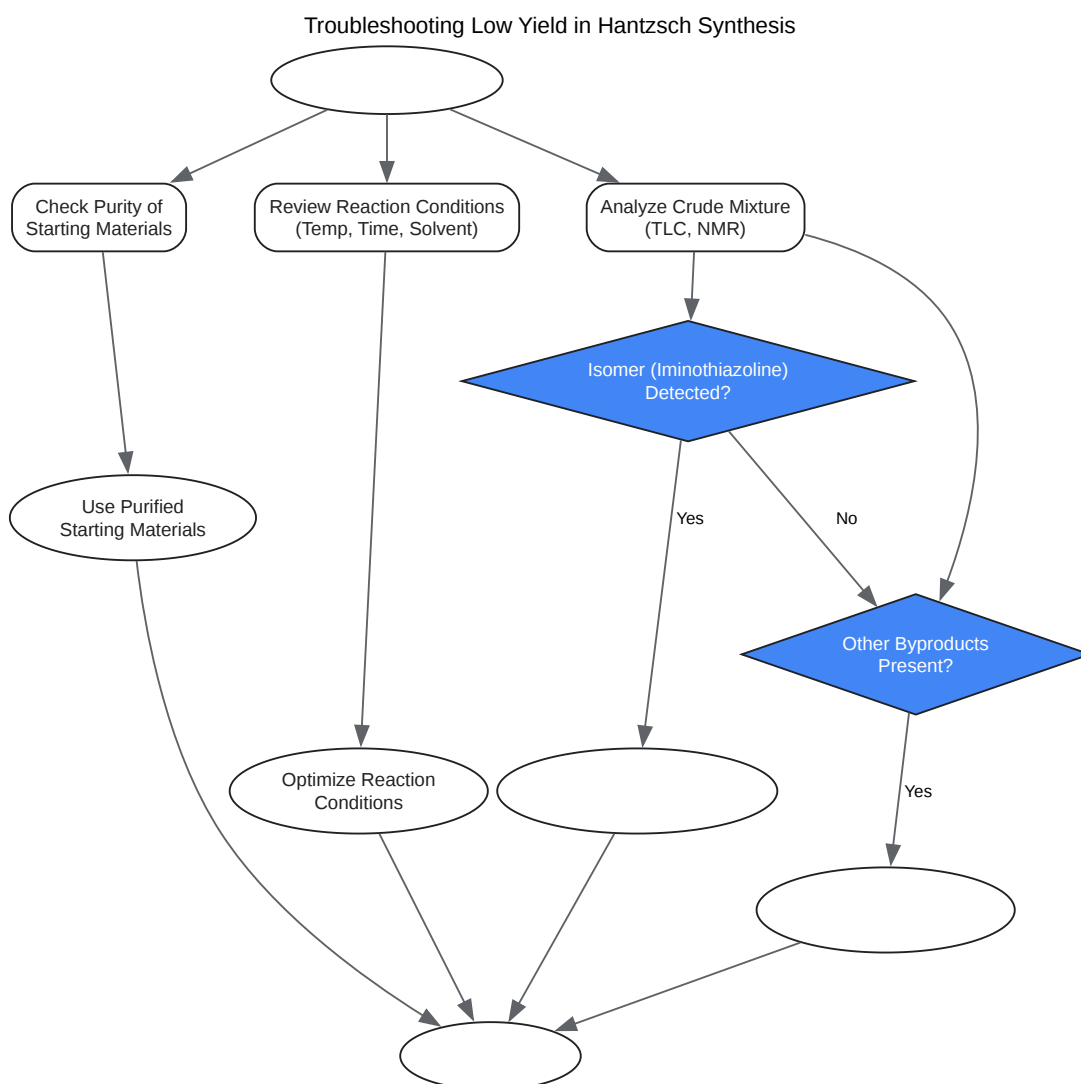 Troubleshooting Low Yield in Hantzsch Synthesis
Check Purity of
Starting Materials
Review Reaction Conditions
(Temp, Time, Solvent)
Analyze Crude Mixture
(TLC, NMR)
Isomer (Iminothiazoline)
Detected?
Use Purified
Starting Materials
Yes
No
Other Byproducts
Present?
Optimize Reaction
Conditions
Yes